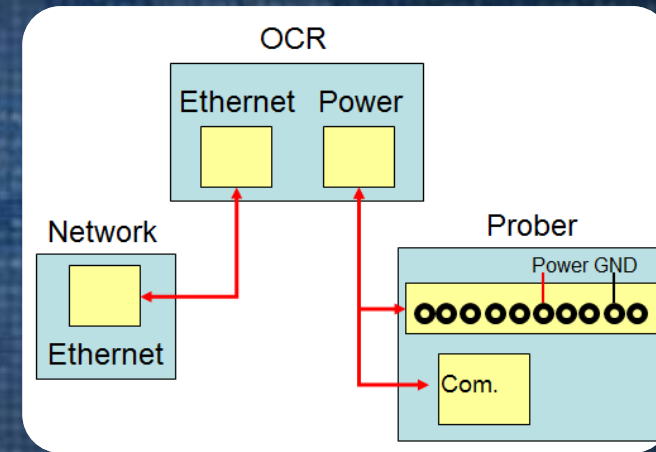 OCR
Ethernet Power
Network
Ethernet
Prober
Power GND
Com.